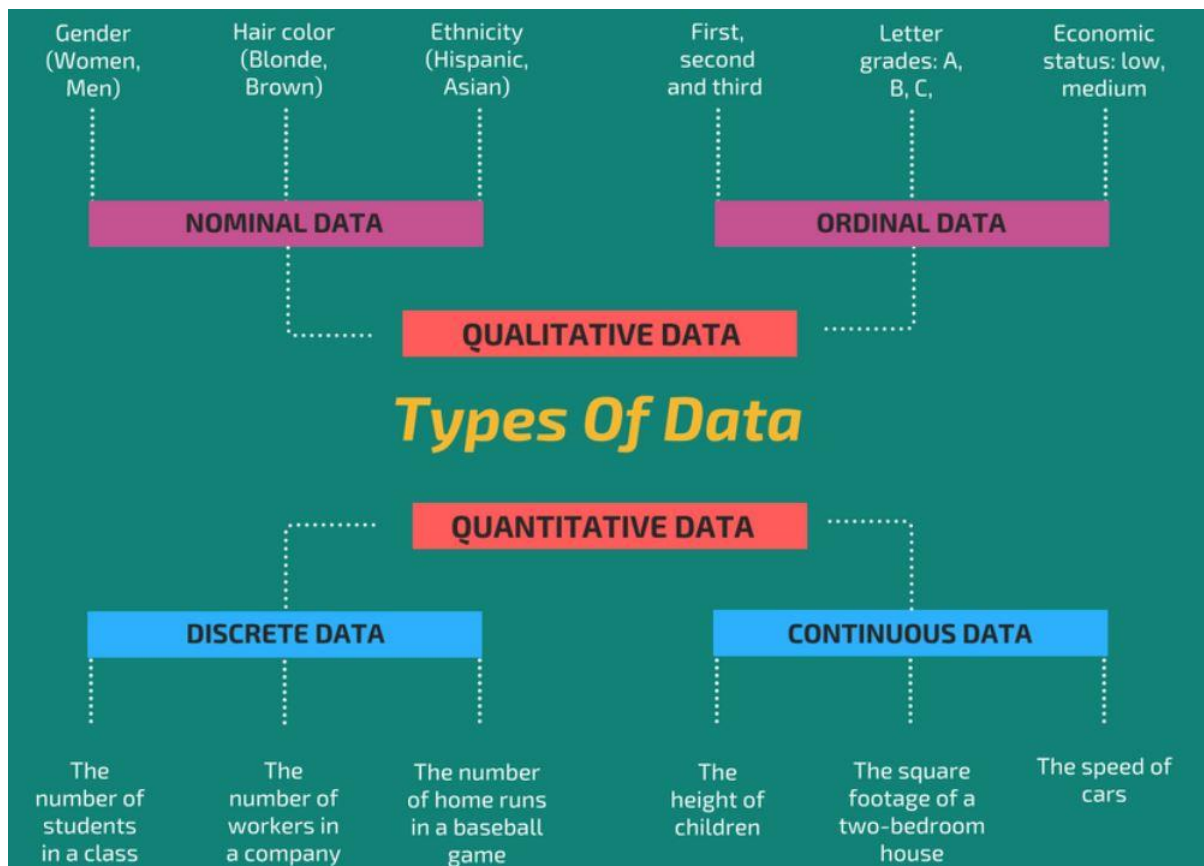 Gender
(Women,
Men)
Hair color
(Blonde,
Brown)
Ethnicity
(Hispanic,
Asian)
First,
second
and third
Letter
grades: A,
B, C,
Economic
status: low,
medium
NOMINAL DATA
ORDINAL DATA
QUALITATIVE DATA
Types Of Data
QUANTITATIVE DATA
DISCRETE DATA
CONTINUOUS DATA
The
number of
students
in a class
The
number of
workers in
a company
The number
of home runs
in a baseball
game
The
height of
children
The square
footage of a
two-bedroom
house
The speed of
cars